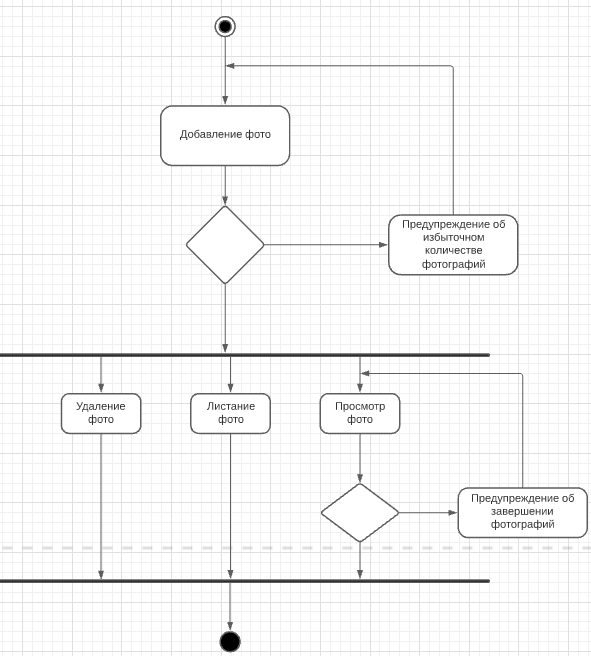 Добавление фото
Предупреждение об
избыточном
количестве
фотографий
Удаление
фото
Листание
фото
Просмотр
фото
Предупреждение об
завершении
фотографий